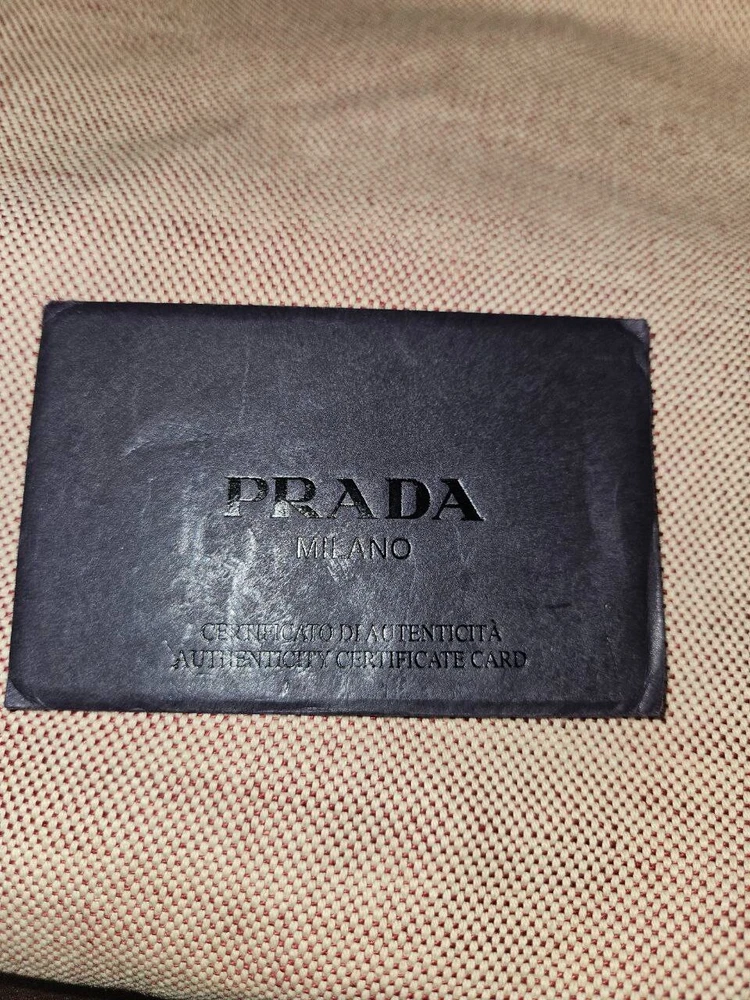 PRADA
MILANO
CERTIFICATO DI AUTENTICITÀ
AUTHENTICITY CERTIFICATE CARD